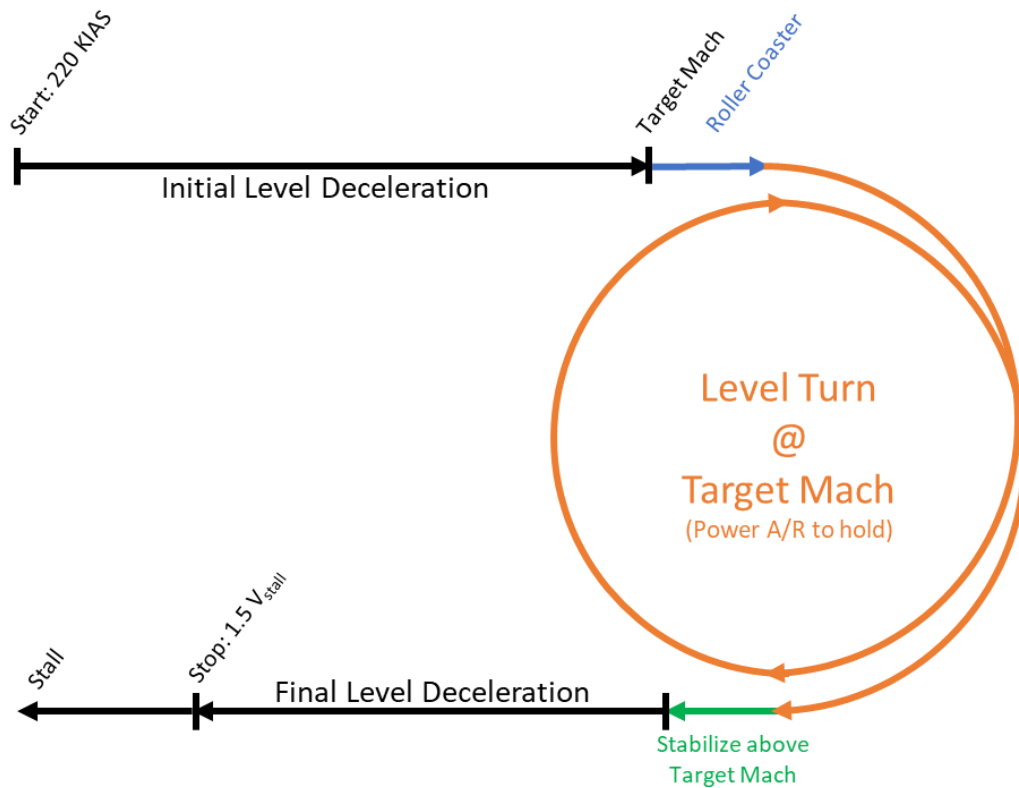 Start: 220 KIAS
Target Mach
Roller Coaster
Initial Level Deceleration
Level Turn
@
Target Mach
(Power A/R to hold)
Stall
Stop: 1.5 Vstall
Final Level Deceleration
Stabilize above
Target Mach